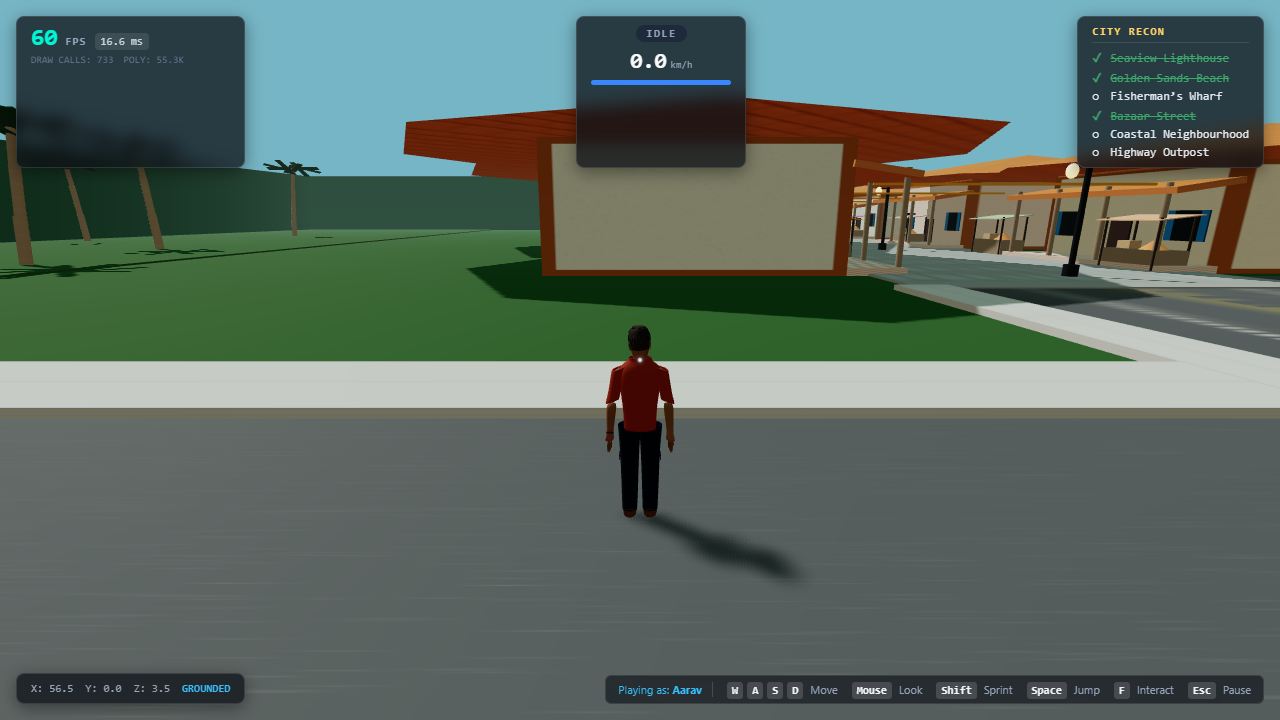 60 FPS 16.6 ms
DRAW CALLS: 733 POLY: 55.3K
IDLE
0.0 km/h
CITY RECON
✓ Seaview Lighthouse
✓ Golden Sands Beach
o Fisherman's Wharf
✓ Bazaar Street
o Coastal Neighbourhood
o Highway Outpost
X: 56.5 Y: 0.0 Z: 3.5 GROUNDED
Playing as: Aarav W A S D Move Mouse Look Shift Sprint Space Jump F Interact Esc Pause